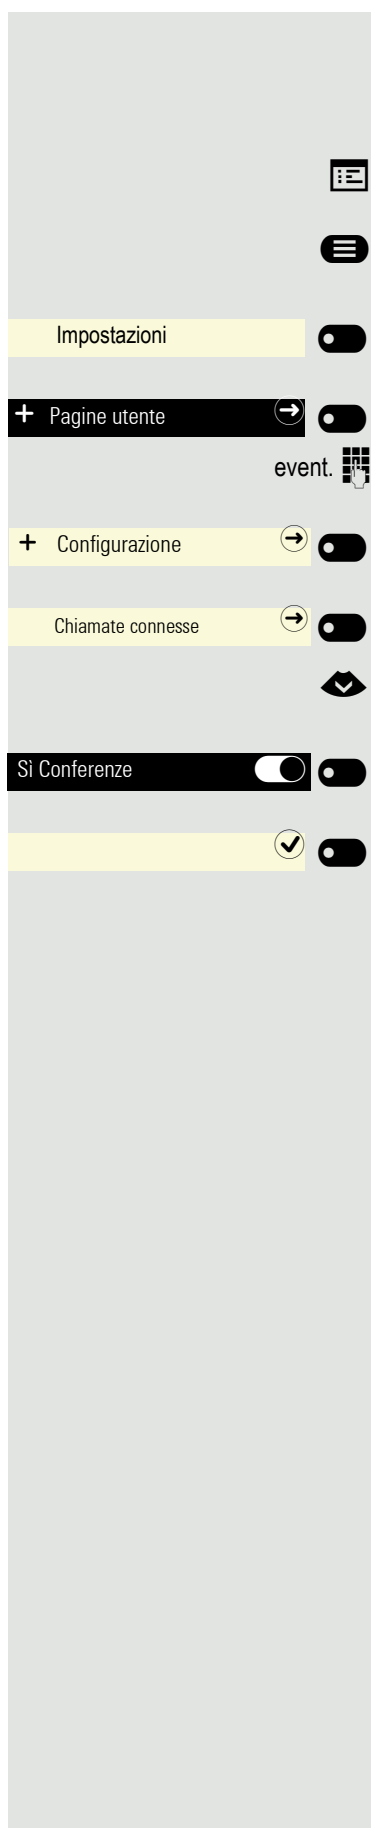 Impostazioni
+ Pagine utente
event.
+ Configurazione
Chiamate connesse
Sì Conferenze